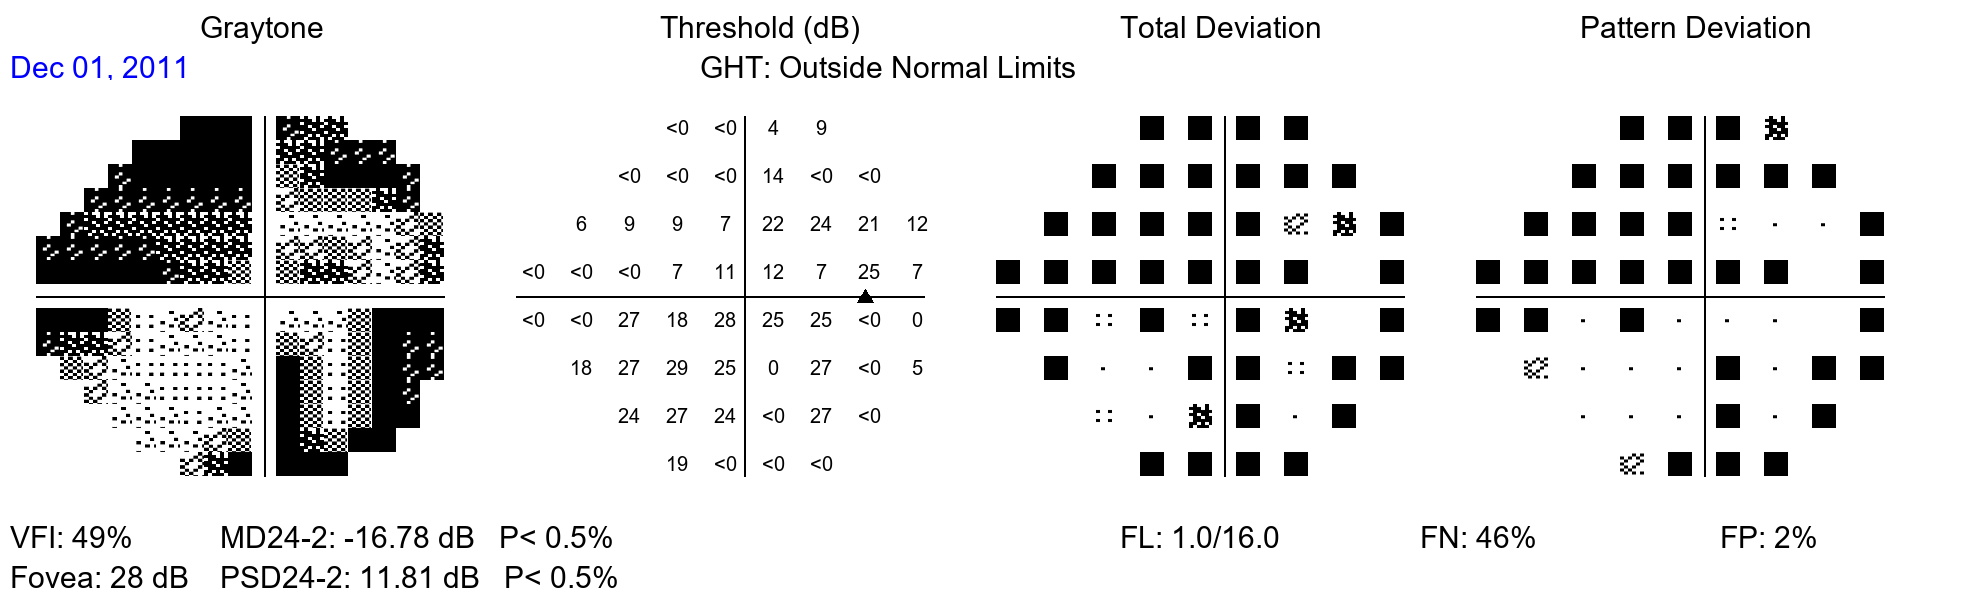 Graytone Threshold (dB) Total Deviation Pattern Deviation
Dec 01, 2011 GHT: Outside Normal Limits
<0 <0 4 9
<0 <0 <0 14 <0 <0
6 9 9 7 22 24 21 12
<0 <0 <0 7 11 12 7 25 7
<0 <0 27 18 28 25 25 <0 0
18 27 29 25 0 27 <0 5
24 27 24 <0 27 <0
19 <0 <0 <0
VFI: 49% MD24-2: -16.78 dB P< 0.5% FL: 1.0/16.0 FN: 46% FP: 2%
Fovea: 28 dB PSD24-2: 11.81 dB P< 0.5%